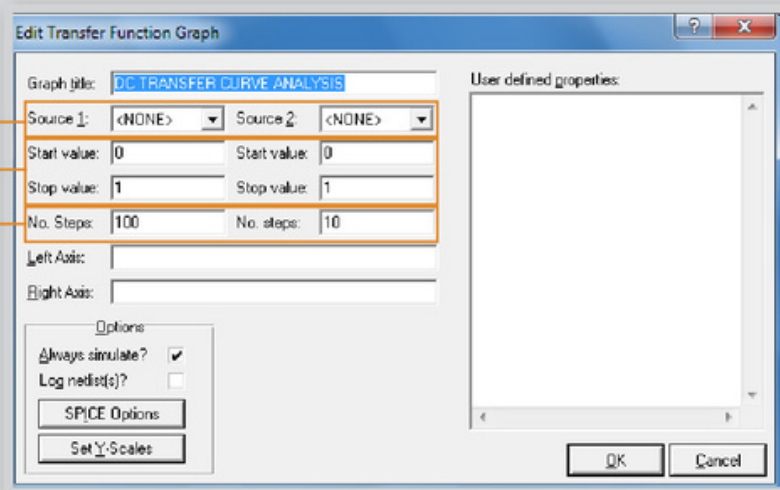 Edit Transfer Function Graph
? X
Graph title: DC TRANSFER CURVE ANALYSIS
User defined properties:
Source 1: <NONE> Source 2: <NONE>
Start value: 0 Start value: 0
Stop value: 1 Stop value: 1
No. Steps: 100 No. steps: 10
Left Axis:
Right Axis:
Options
Always simulate?
Log netlist(s)?
SPICE Options
Set Y-Scales
OK Cancel